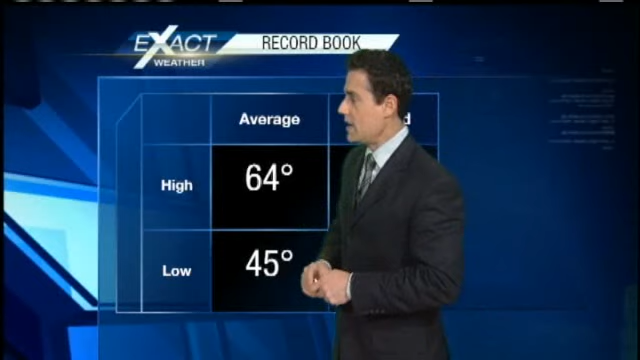 EXACT
WEATHER
RECORD BOOK
Average
High
64°
Low
45°